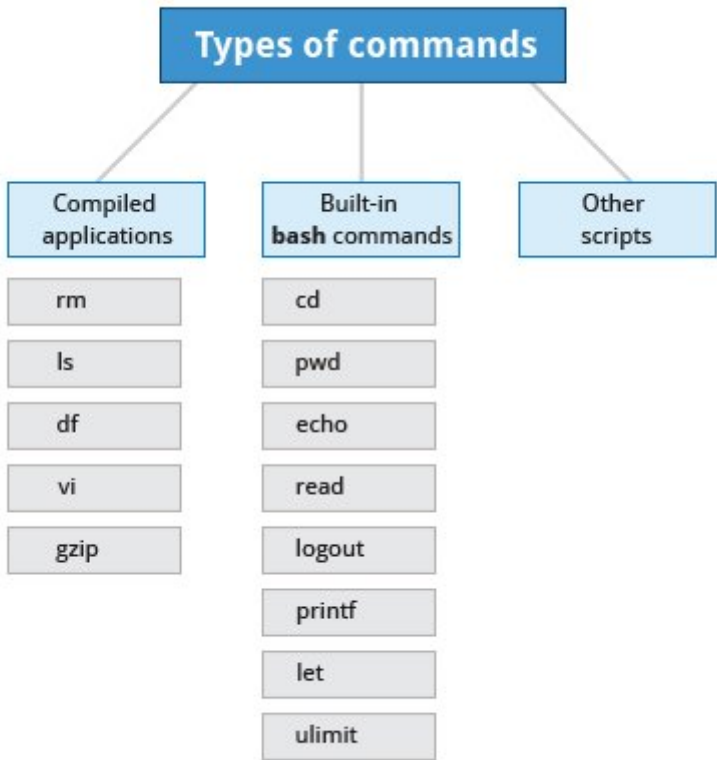 Types of commands
Compiled
applications
rm
ls
df
vi
gzip
Built-in
bash commands
cd
pwd
echo
read
logout
printf
let
ulimit
Other
scripts